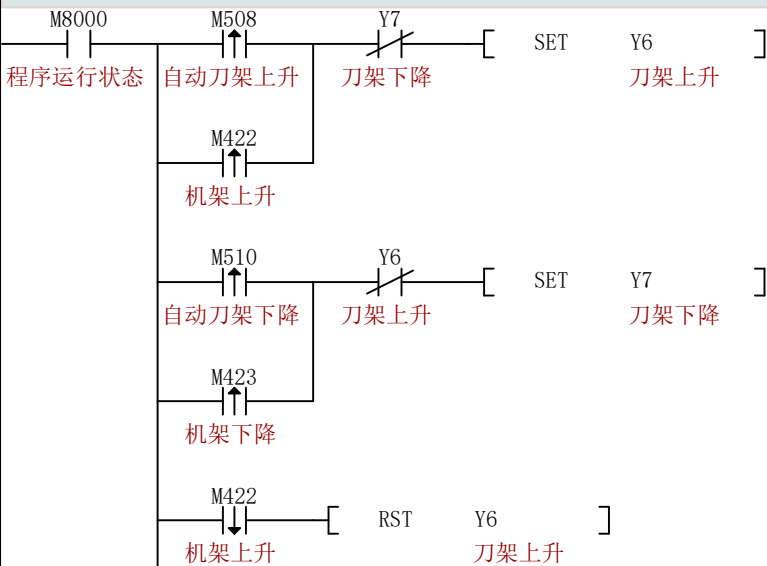 M8000 M508 Y7
SET Y6
程序运行状态 自动刀架上升 刀架下降 刀架上升
M422
机架上升
M510 Y6
SET Y7
自动刀架下降 刀架上升 刀架下降
M423
机架下降
M422
RST Y6
机架上升 刀架上升